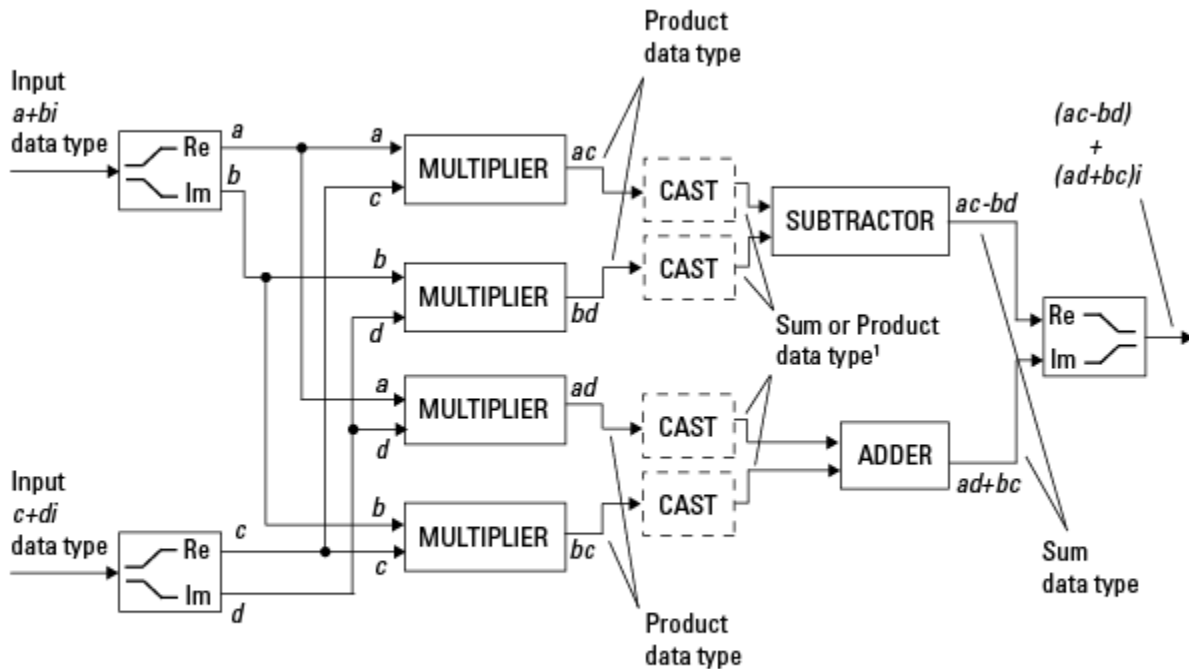 Product
data type
Input
a+bi
data type
Re
Im
a
b
a
c
MULTIPLIER
ac
CAST
CAST
SUBTRACTOR
ac-bd
(ac-bd)
+
(ad+bc)i
b
d
MULTIPLIER
bd
Sum or Product
data type¹
Re
Im
a
d
MULTIPLIER
ad
CAST
CAST
ADDER
ad+bc
Input
c+di
data type
Re
Im
c
d
b
c
MULTIPLIER
bc
Sum
data type
Product
data type